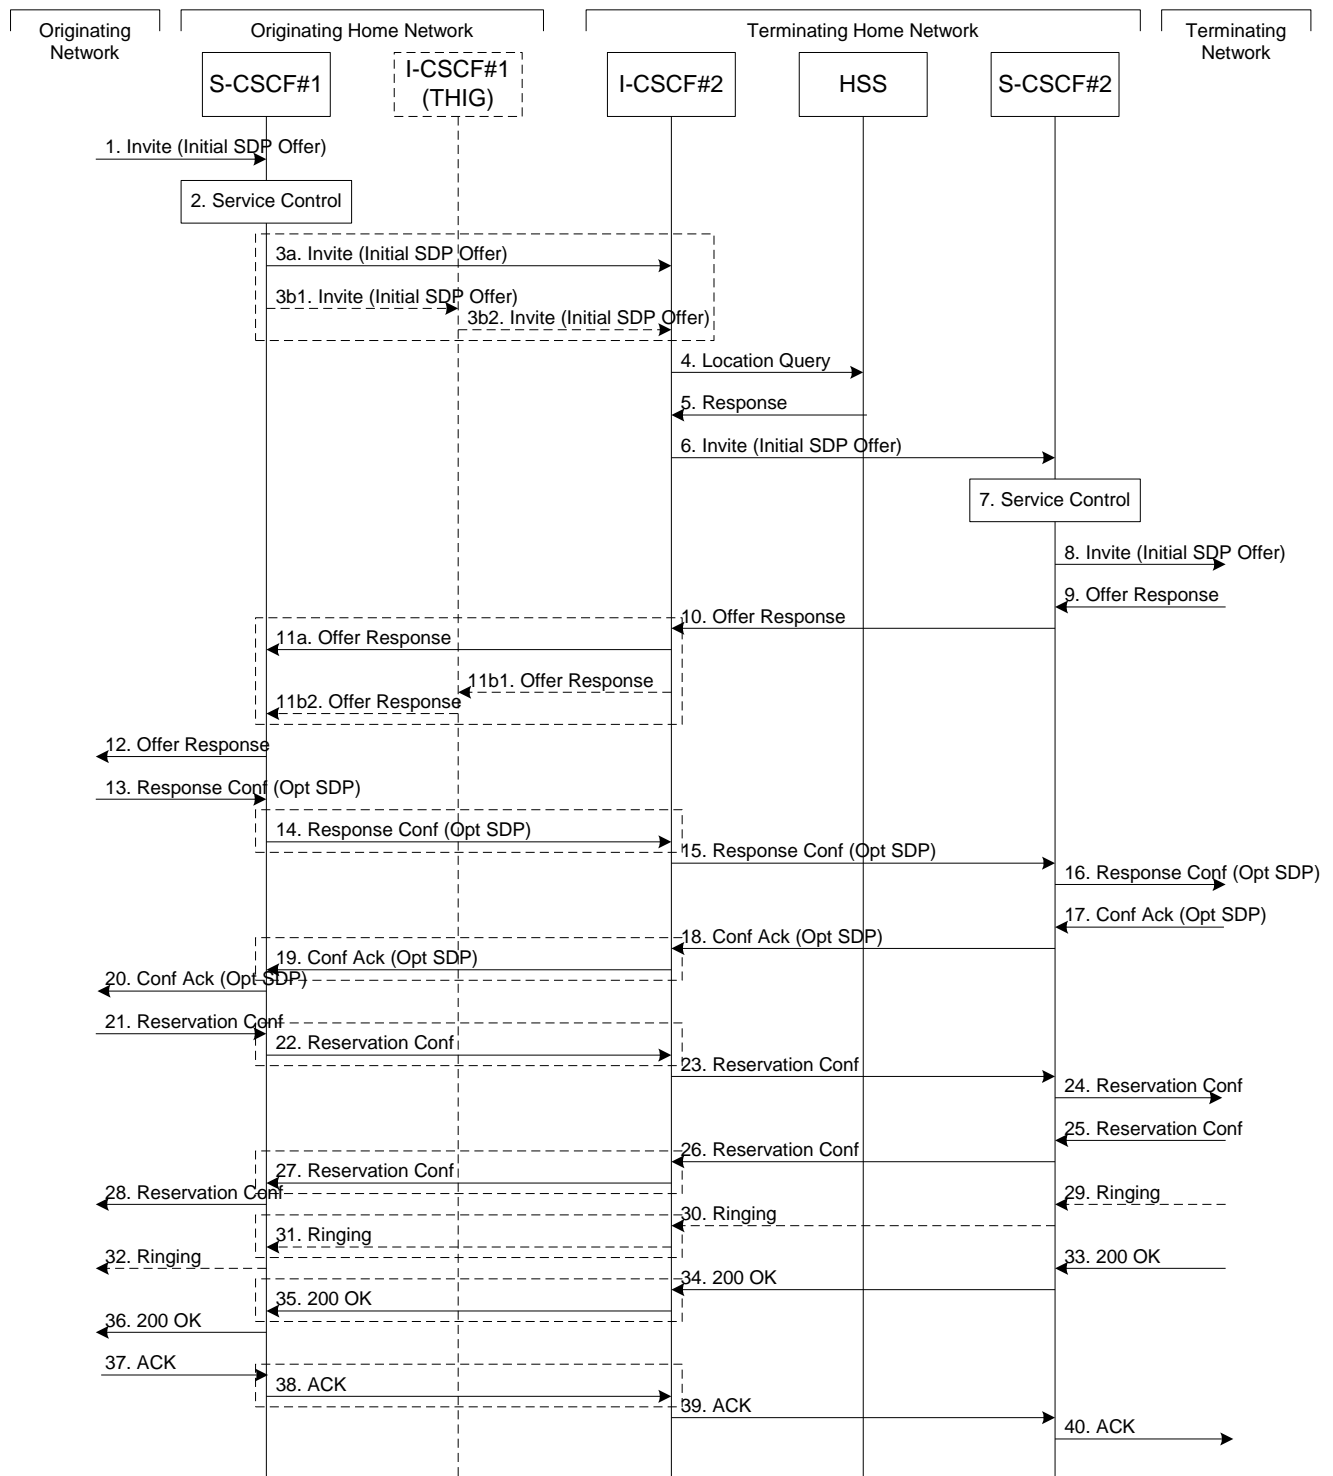 Originating
Network
Originating Home Network
Terminating Home Network
Terminating
Network
S-CSCF#1
I-CSCF#1
(THIG)
I-CSCF#2
HSS
S-CSCF#2
1. Invite (Initial SDP Offer)
2. Service Control
3a. Invite (Initial SDP Offer)
3b1. Invite (Initial SDP Offer)
3b2. Invite (Initial SDP Offer)
4. Location Query
5. Response
6. Invite (Initial SDP Offer)
7. Service Control
8. Invite (Initial SDP Offer)
9. Offer Response
10. Offer Response
11a. Offer Response
11b1. Offer Response
11b2. Offer Response
12. Offer Response
13. Response Conf (Opt SDP)
14. Response Conf (Opt SDP)
15. Response Conf (Opt SDP)
16. Response Conf (Opt SDP)
17. Conf Ack (Opt SDP)
18. Conf Ack (Opt SDP)
19. Conf Ack (Opt SDP)
20. Conf Ack (Opt SDP)
21. Reservation Conf
22. Reservation Conf
23. Reservation Conf
24. Reservation Conf
25. Reservation Conf
26. Reservation Conf
27. Reservation Conf
28. Reservation Conf
29. Ringing
30. Ringing
31. Ringing
32. Ringing
33. 200 OK
34. 200 OK
35. 200 OK
36. 200 OK
37. ACK
38. ACK
39. ACK
40. ACK